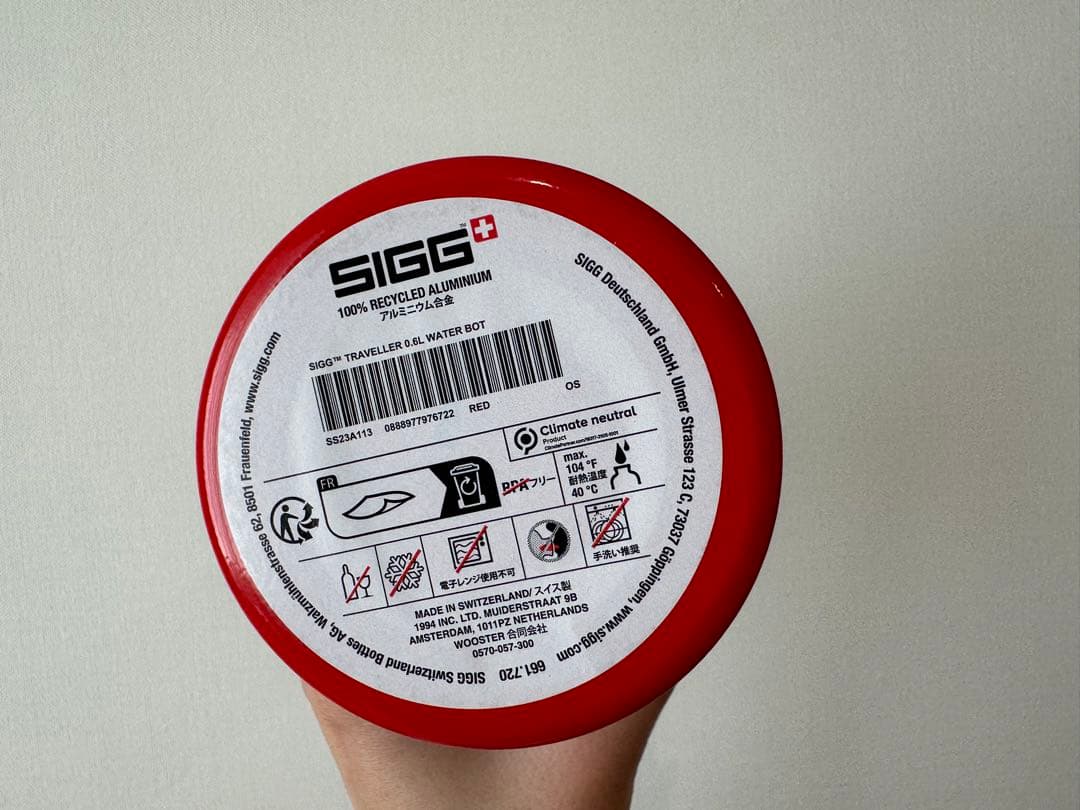 SIGG™
100% RECYCLED ALUMINIUM
アルミニウム合金
SIGG™ TRAVELLER 0.6L WATER BOT
SS23A113 0888977976722 RED OS
Climate neutral
Product
FR
BPAフリー
max.
104 °F
耐熱温度
40 °C
電子レンジ使用不可
手洗い推奨
MADE IN SWITZERLAND/ スイス製
1994 INC. LTD. MUIDERSTRAAT 9B
AMSTERDAM, 1011PZ NETHERLANDS
WOOSTER 合同会社
0570-057-300
661.720
SIGG Switzerland Bottles AG, Walzmühlenstrasse 62, 8501 Frauenfeld, www.sigg.com
SIGG Deutschland GmbH, Ulmer Strasse 123 C, 73037 Göppingen, www.sigg.com